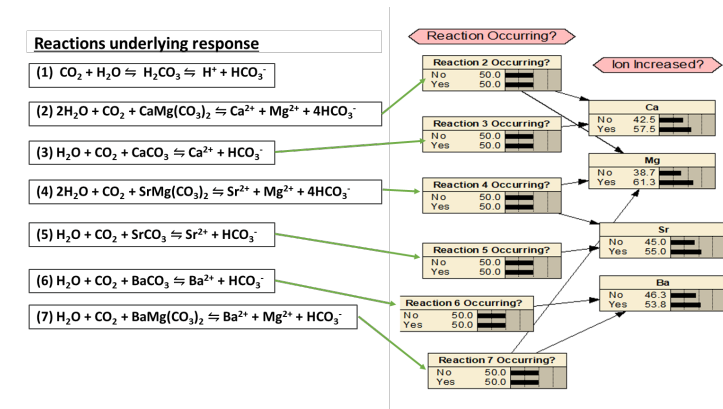 Reactions underlying response
(1) CO₂ + H₂O ⇋ H₂CO₃ ⇋ H⁺ + HCO₃⁻
(2) 2H₂O + CO₂ + CaMg(CO₃)₂ ⇋ Ca²⁺ + Mg²⁺ + 4HCO₃⁻
(3) H₂O + CO₂ + CaCO₃ ⇋ Ca²⁺ + HCO₃⁻
(4) 2H₂O + CO₂ + SrMg(CO₃)₂ ⇋ Sr²⁺ + Mg²⁺ + 4HCO₃⁻
(5) H₂O + CO₂ + SrCO₃ ⇋ Sr²⁺ + HCO₃⁻
(6) H₂O + CO₂ + BaCO₃ ⇋ Ba²⁺ + HCO₃⁻
(7) H₂O + CO₂ + BaMg(CO₃)₂ ⇋ Ba²⁺ + Mg²⁺ + HCO₃⁻
Reaction Occurring?
Reaction 2 Occurring?
No 50.0
Yes 50.0
Reaction 3 Occurring?
No 50.0
Yes 50.0
Reaction 4 Occurring?
No 50.0
Yes 50.0
Reaction 5 Occurring?
No 50.0
Yes 50.0
Reaction 6 Occurring?
No 50.0
Yes 50.0
Reaction 7 Occurring?
No 50.0
Yes 50.0
Ion Increased?
Ca
No 42.5
Yes 57.5
Mg
No 38.7
Yes 61.3
Sr
No 45.0
Yes 55.0
Ba
No 46.3
Yes 53.8